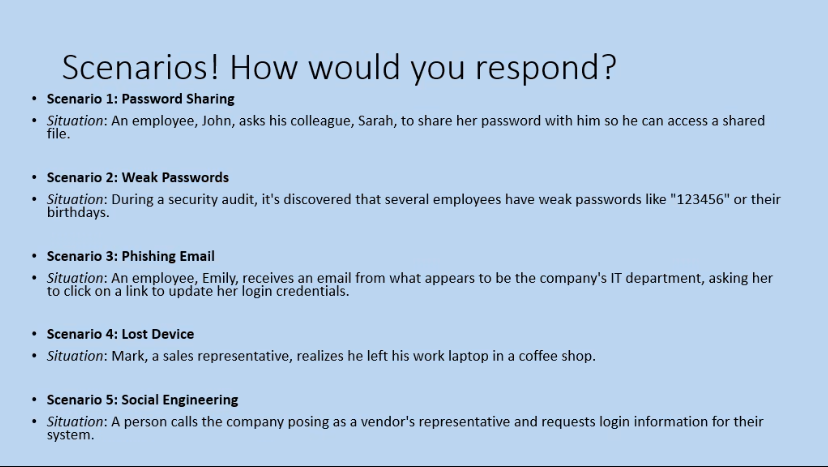 Scenarios! How would you respond?
• Scenario 1: Password Sharing
• Situation: An employee, John, asks his colleague, Sarah, to share her password with him so he can access a shared
file.
• Scenario 2: Weak Passwords
• Situation: During a security audit, it's discovered that several employees have weak passwords like "123456" or their
birthdays.
• Scenario 3: Phishing Email
• Situation: An employee, Emily, receives an email from what appears to be the company's IT department, asking her
to click on a link to update her login credentials.
• Scenario 4: Lost Device
• Situation: Mark, a sales representative, realizes he left his work laptop in a coffee shop.
• Scenario 5: Social Engineering
• Situation: A person calls the company posing as a vendor's representative and requests login information for their
system.